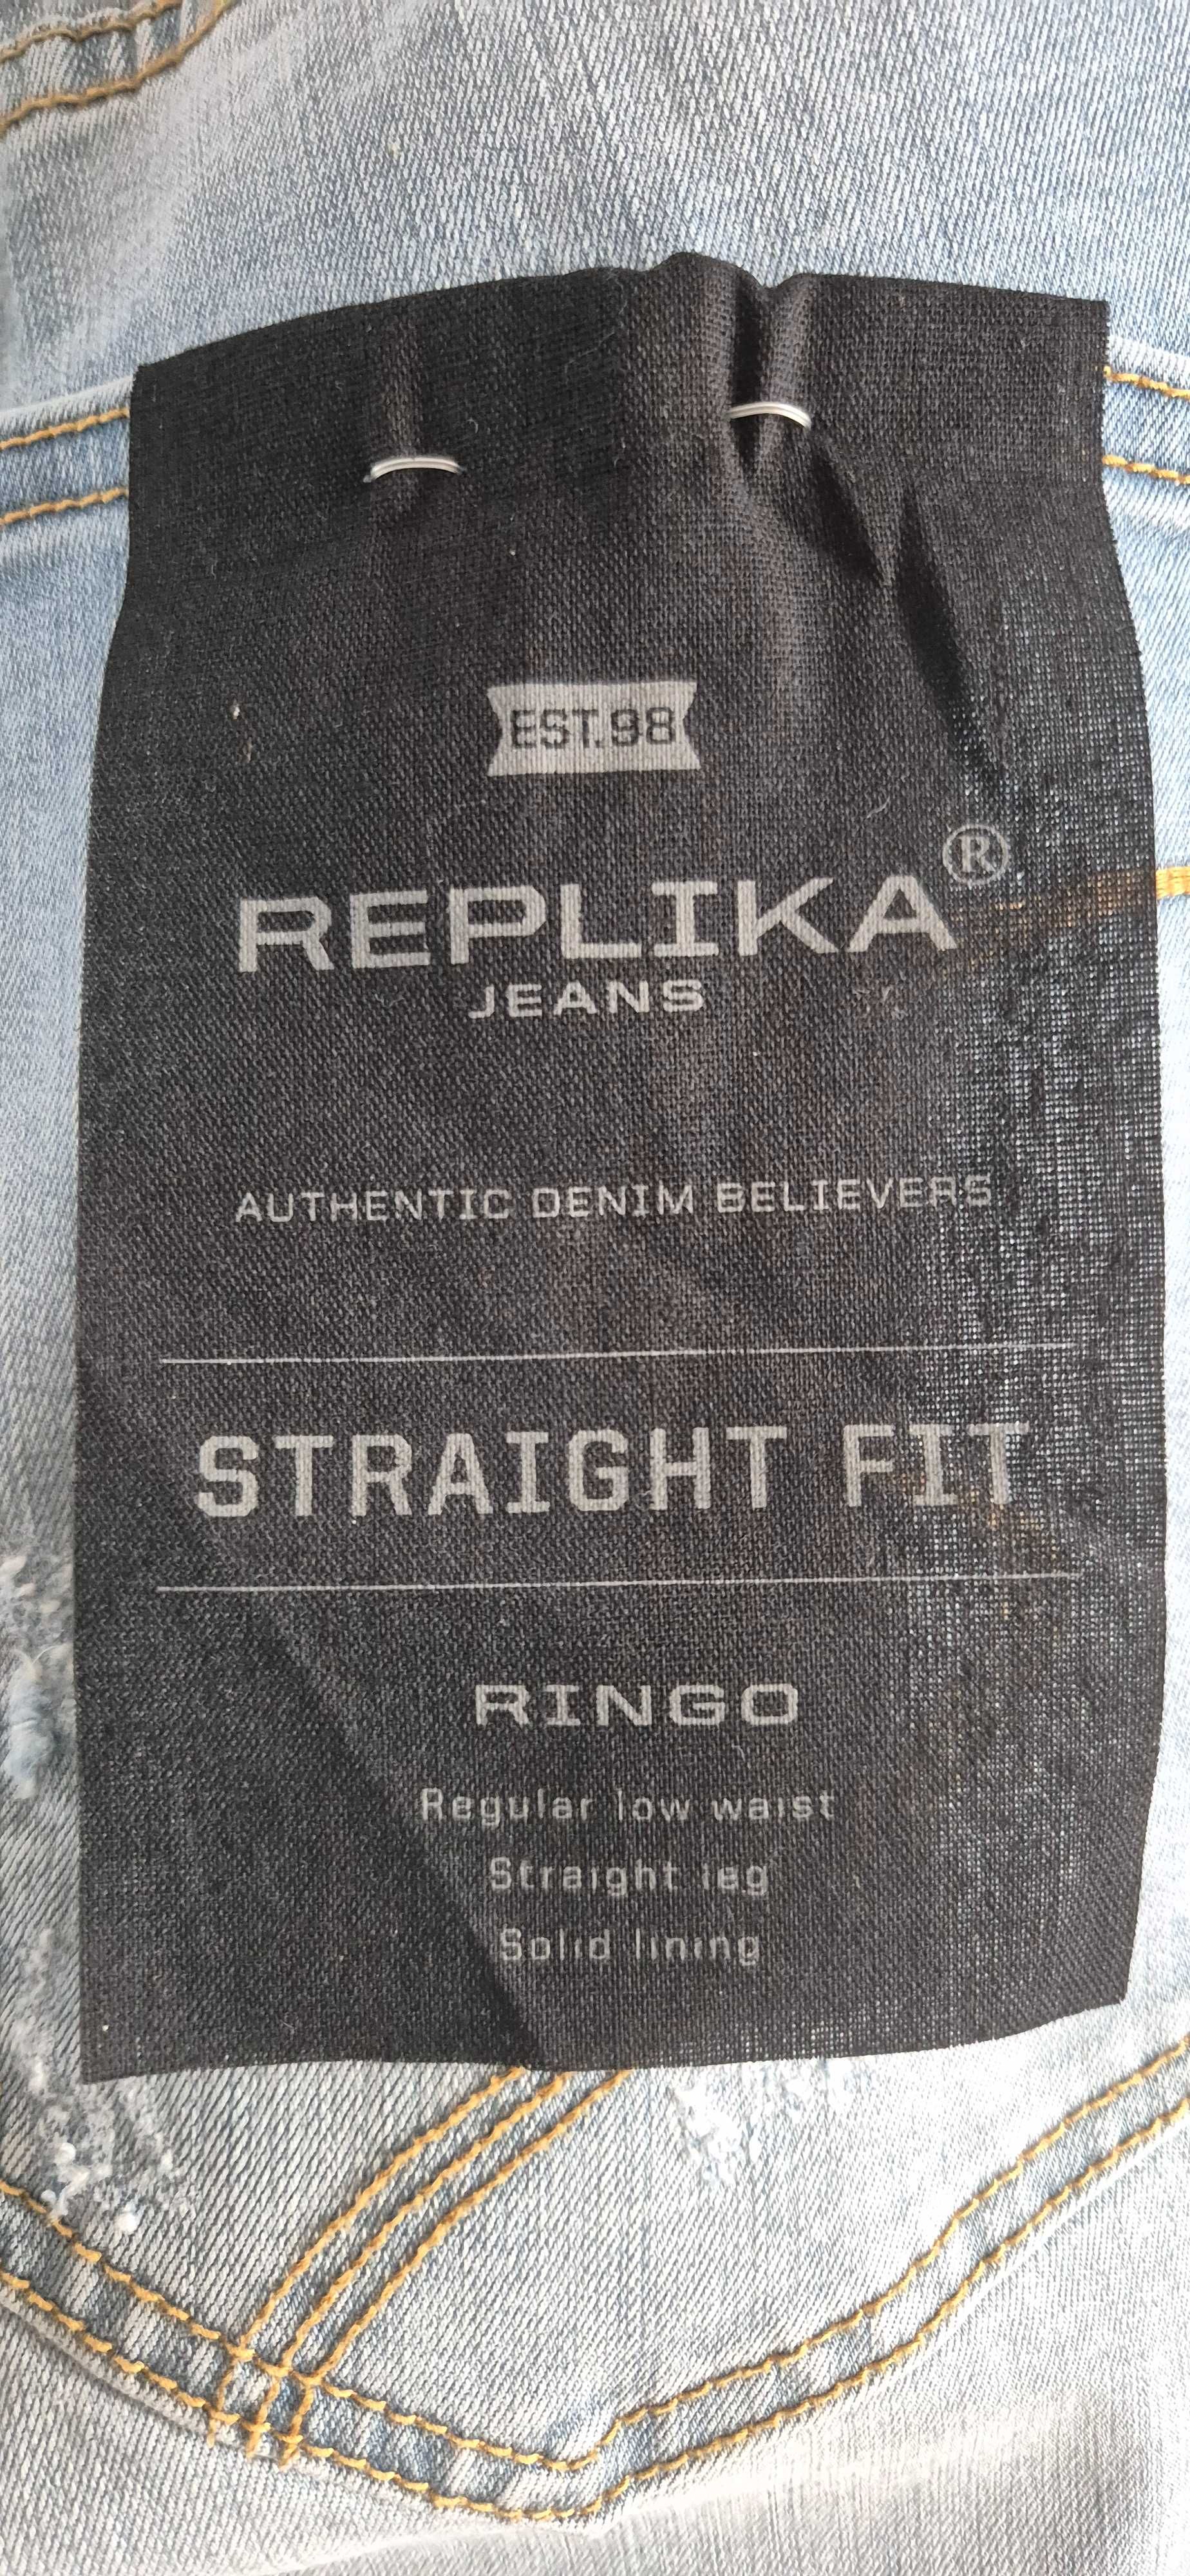 EST.98
REPLIKA®
JEANS
AUTHENTIC DENIM BELIEVERS
STRAIGHT FIT
RINGO
Regular low waist
Straight leg
Solid lining